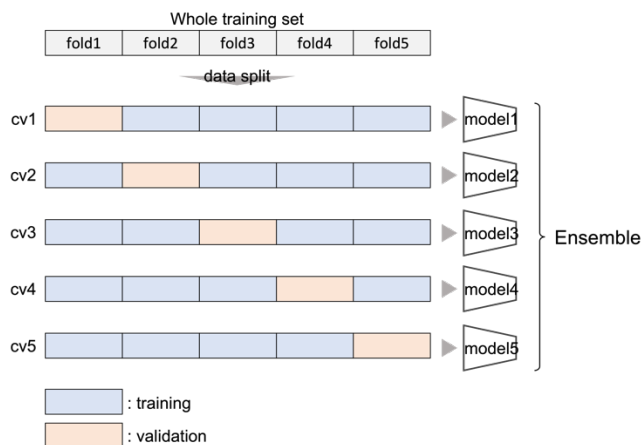 Whole training set
fold1 fold2 fold3 fold4 fold5
data split
cv1 model1
cv2 model2
cv3 model3
Ensemble
cv4 model4
cv5 model5
: training
: validation